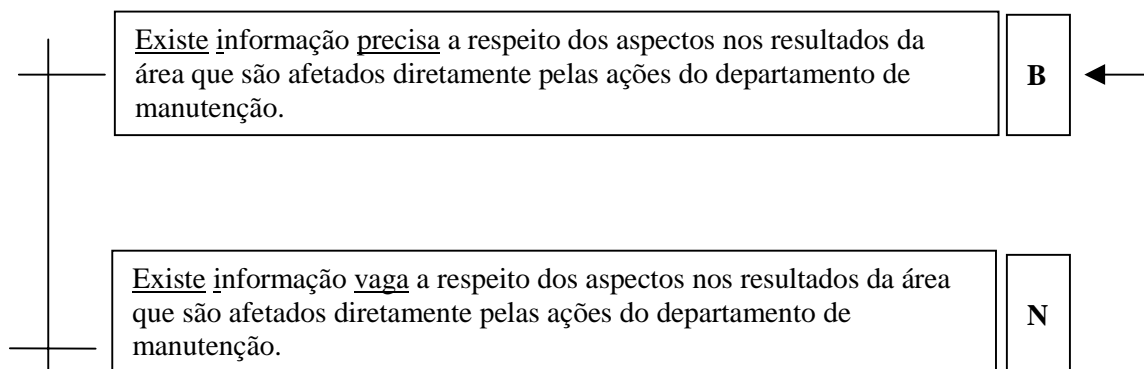 Existe informação precisa a respeito dos aspectos nos resultados da
área que são afetados diretamente pelas ações do departamento de
manutenção.
B
Existe informação vaga a respeito dos aspectos nos resultados da área
que são afetados diretamente pelas ações do departamento de
manutenção.
N